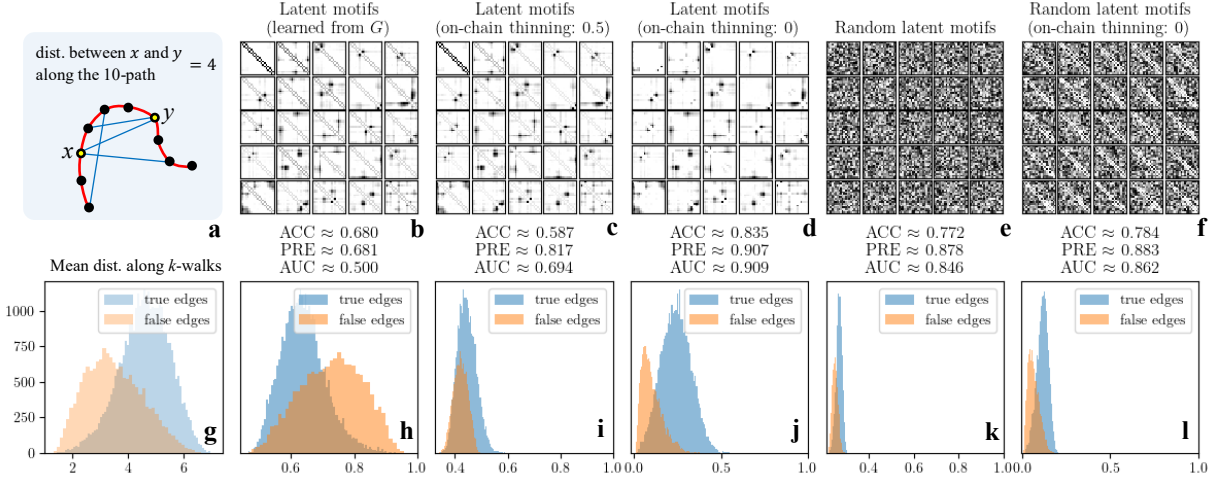 dist. between x and y
along the 10-path
= 4
x
y
a
Latent motifs
(learned from G)
b
ACC ≈ 0.680
PRE ≈ 0.681
AUC ≈ 0.500
Latent motifs
(on-chain thinning: 0.5)
c
ACC ≈ 0.587
PRE ≈ 0.817
AUC ≈ 0.694
Latent motifs
(on-chain thinning: 0)
d
ACC ≈ 0.835
PRE ≈ 0.907
AUC ≈ 0.909
Random latent motifs
e
ACC ≈ 0.772
PRE ≈ 0.878
AUC ≈ 0.846
Random latent motifs
(on-chain thinning: 0)
f
ACC ≈ 0.784
PRE ≈ 0.883
AUC ≈ 0.862
Mean dist. along k-walks
true edges
false edges
1000
750
500
250
0
2 4 6
g
true edges
false edges
0.6 0.8 1.0
h
true edges
false edges
0.4 0.6 0.8 1.0
i
true edges
false edges
0.0 0.5 1.0
j
true edges
false edges
0.4 0.6 0.8 1.0
k
true edges
false edges
0.0 0.5 1.0
l